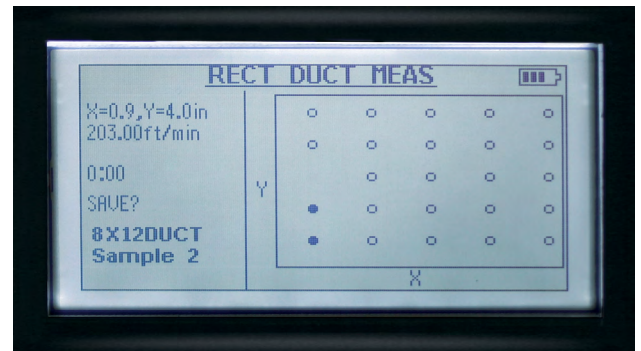 RECT DUCT MEAS
X=0.9,Y=4.0in
203.00ft/min
0:00
SAVE?
8X12DUCT
Sample 2
Y
X